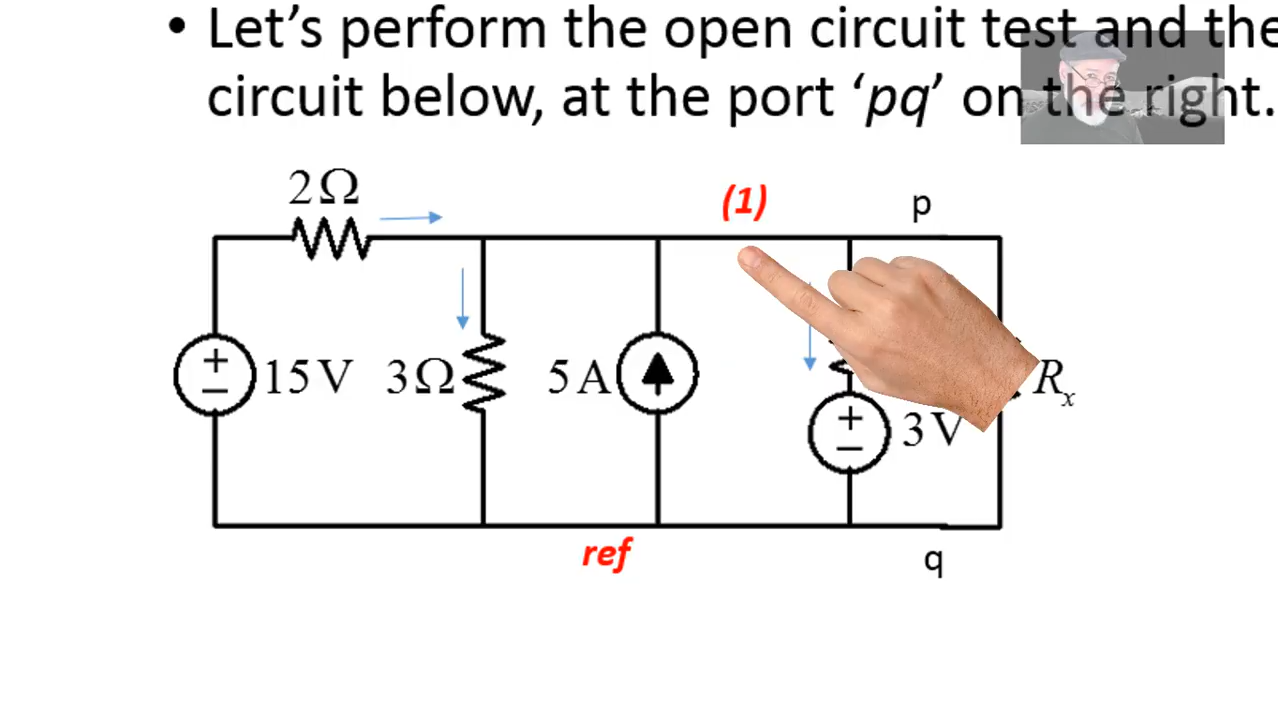 • Let’s perform the open circuit test and the
circuit below, at the port ‘pq’ on the right.
2Ω
(1)
p
+
15V
3Ω
5A
+
3V
Rx
ref
q